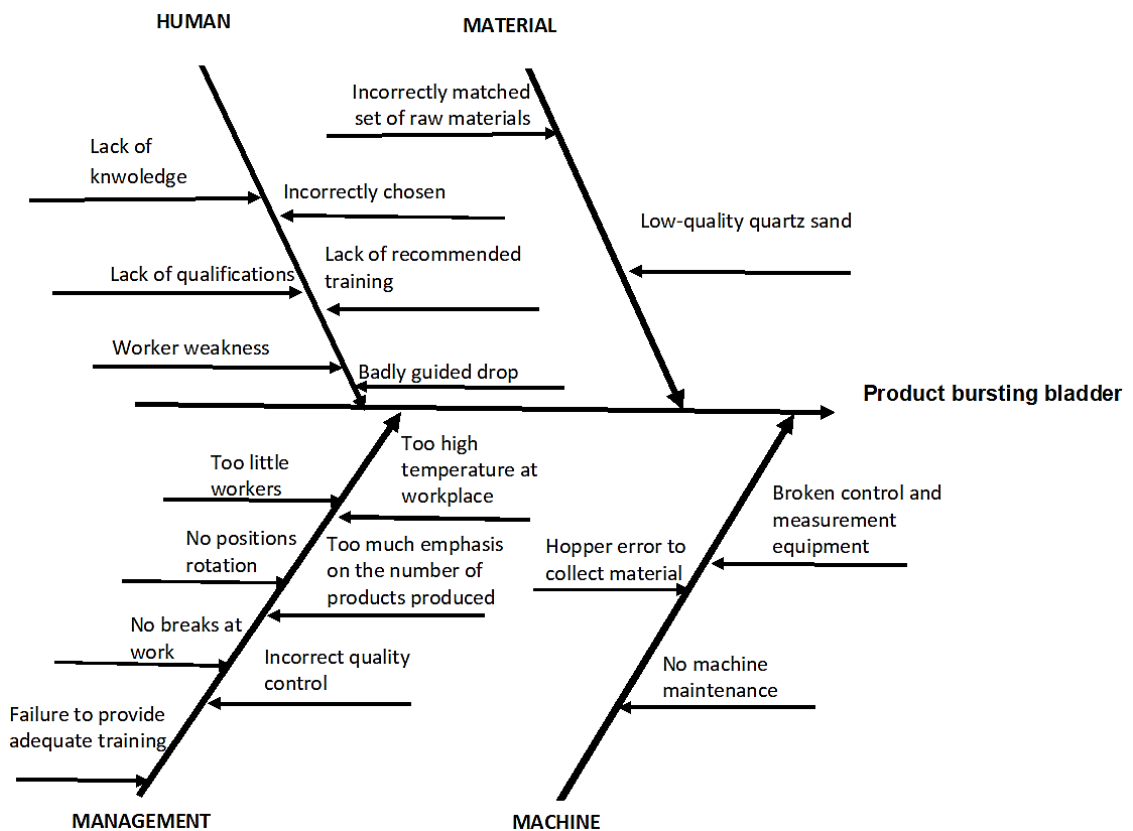 HUMAN
MATERIAL
Incorrectly matched
set of raw materials
Lack of
knwoledge
Incorrectly chosen
Low-quality quartz sand
Lack of recommended
training
Lack of qualifications
Worker weakness
Badly guided drop
Product bursting bladder
Too high
temperature at
workplace
Too little
workers
Broken control and
measurement
equipment
No positions
rotation
Too much emphasis
on the number of
products produced
Hopper error to
collect material
No breaks at
work
Incorrect quality
control
No machine
maintenance
Failure to provide
adequate training
MANAGEMENT
MACHINE